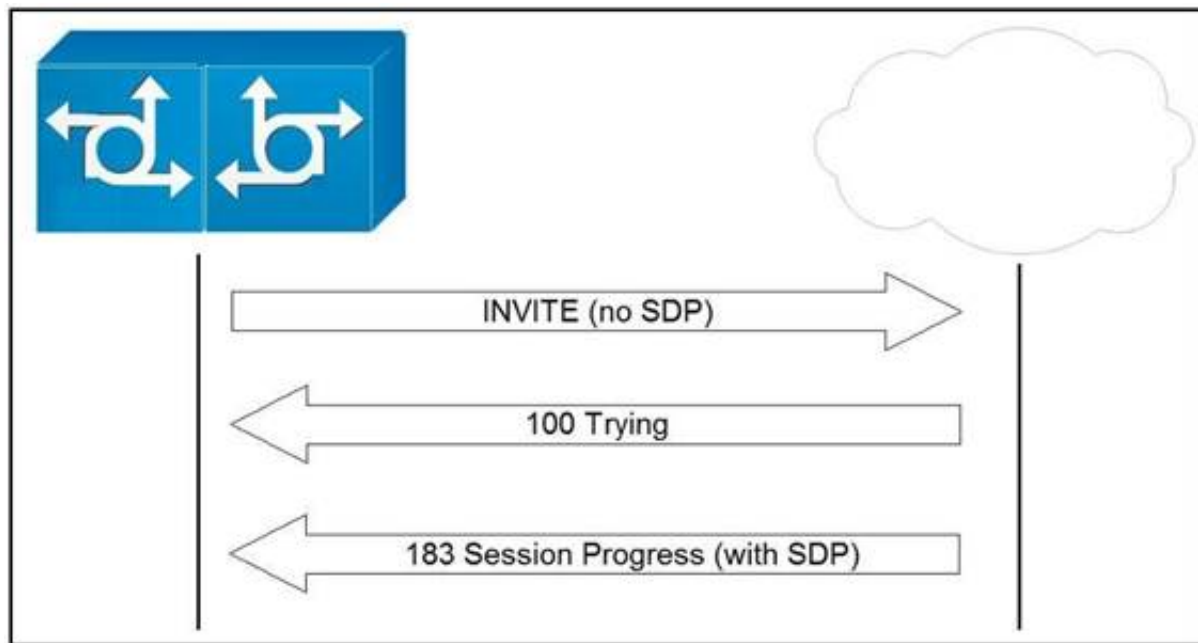 INVITE (no SDP)
100 Trying
183 Session Progress (with SDP)